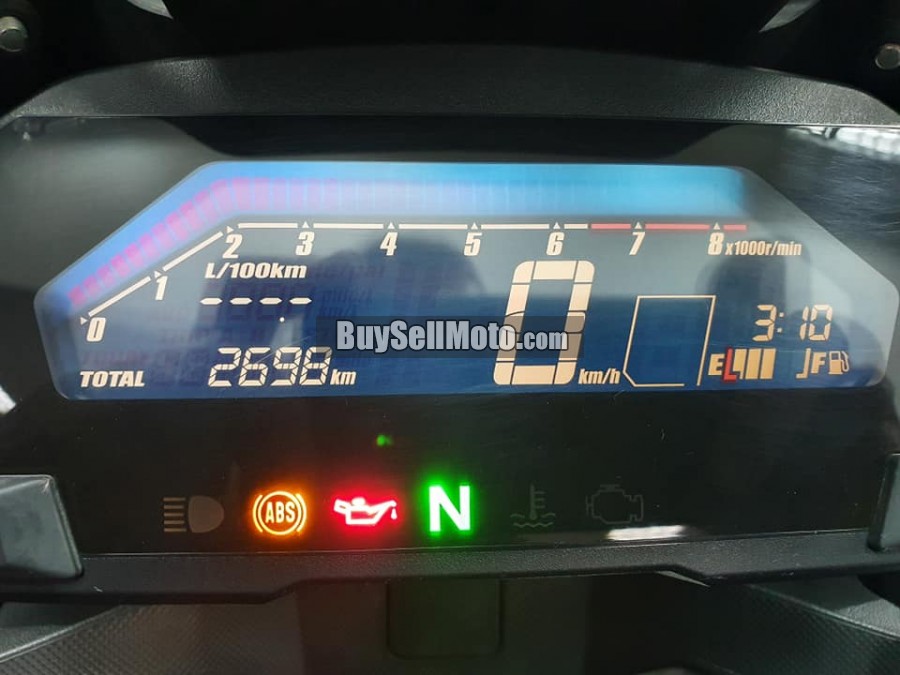 0 1 2 3 4 5 6 7 8 x1000r/min
L/100km
- - - -
0
3:10
BuySellMoto.com
TOTAL 2698 km
km/h
E F
ABS N